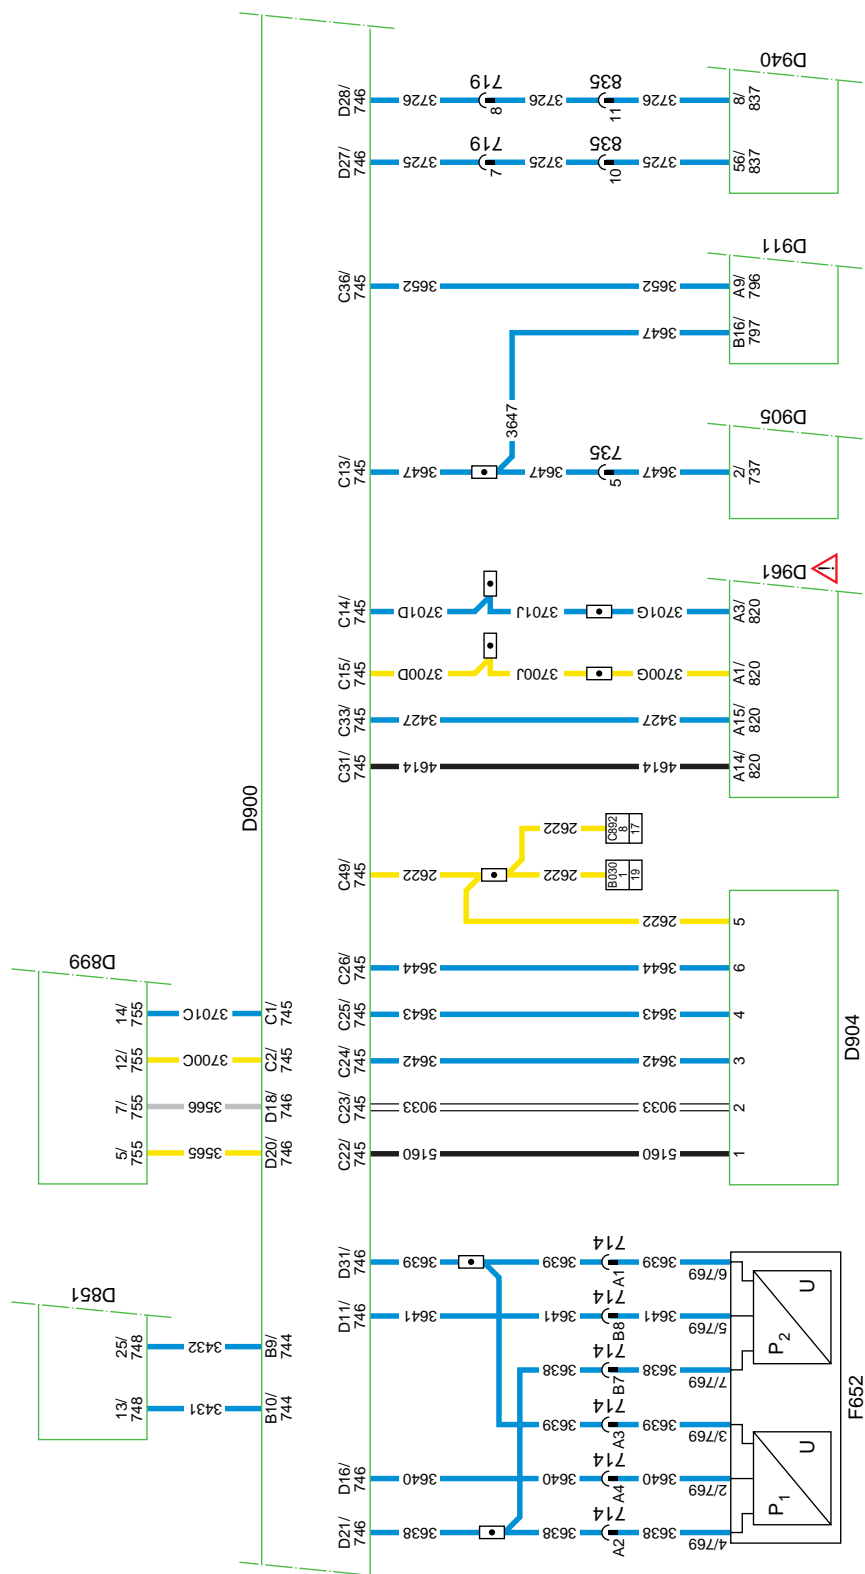 D940
D28/
746
3726
719
8
3726
835
11
3726
8/
837
D27/
746
3725
719
7
3725
835
10
3725
56/
837
D911
C36/
745
3652
3652
A9/
796
3647
B16/
797
3647
D905
C13/
745
3647
3647
735
5
3647
2/
737
D961
C14/
745
3701D
3701J
3701G
A3/
820
C15/
745
3700D
3700J
3700G
A1/
820
C33/
745
3427
3427
A15/
820
C31/
745
4614
4614
A14/
820
D900
2622
C892
8
17
C49/
745
2622
2622
B030
1
19
2622
5
D899
C26/
745
3644
3644
6
14/
755
3701C
C1/
745
C25/
745
3643
3643
4
12/
755
3700C
C2/
745
C24/
745
3642
3642
3
D904
7/
755
3566
D18/
746
C23/
745
9033
9033
2
5/
755
3565
D20/
746
C22/
745
5160
5160
1
D851
D31/
746
3639
3639
714
A1
3639
6/769
D11/
746
3641
3641
714
B8
3641
5/769
P2
U
25/
748
3432
B9/
744
3638
714
B7
3638
7/769
F652
13/
748
3431
B10/
744
3639
714
A3
3639
3/769
D16/
746
3640
3640
714
A4
3640
2/769
P1
U
D21/
746
3638
3638
714
A2
3638
4/769